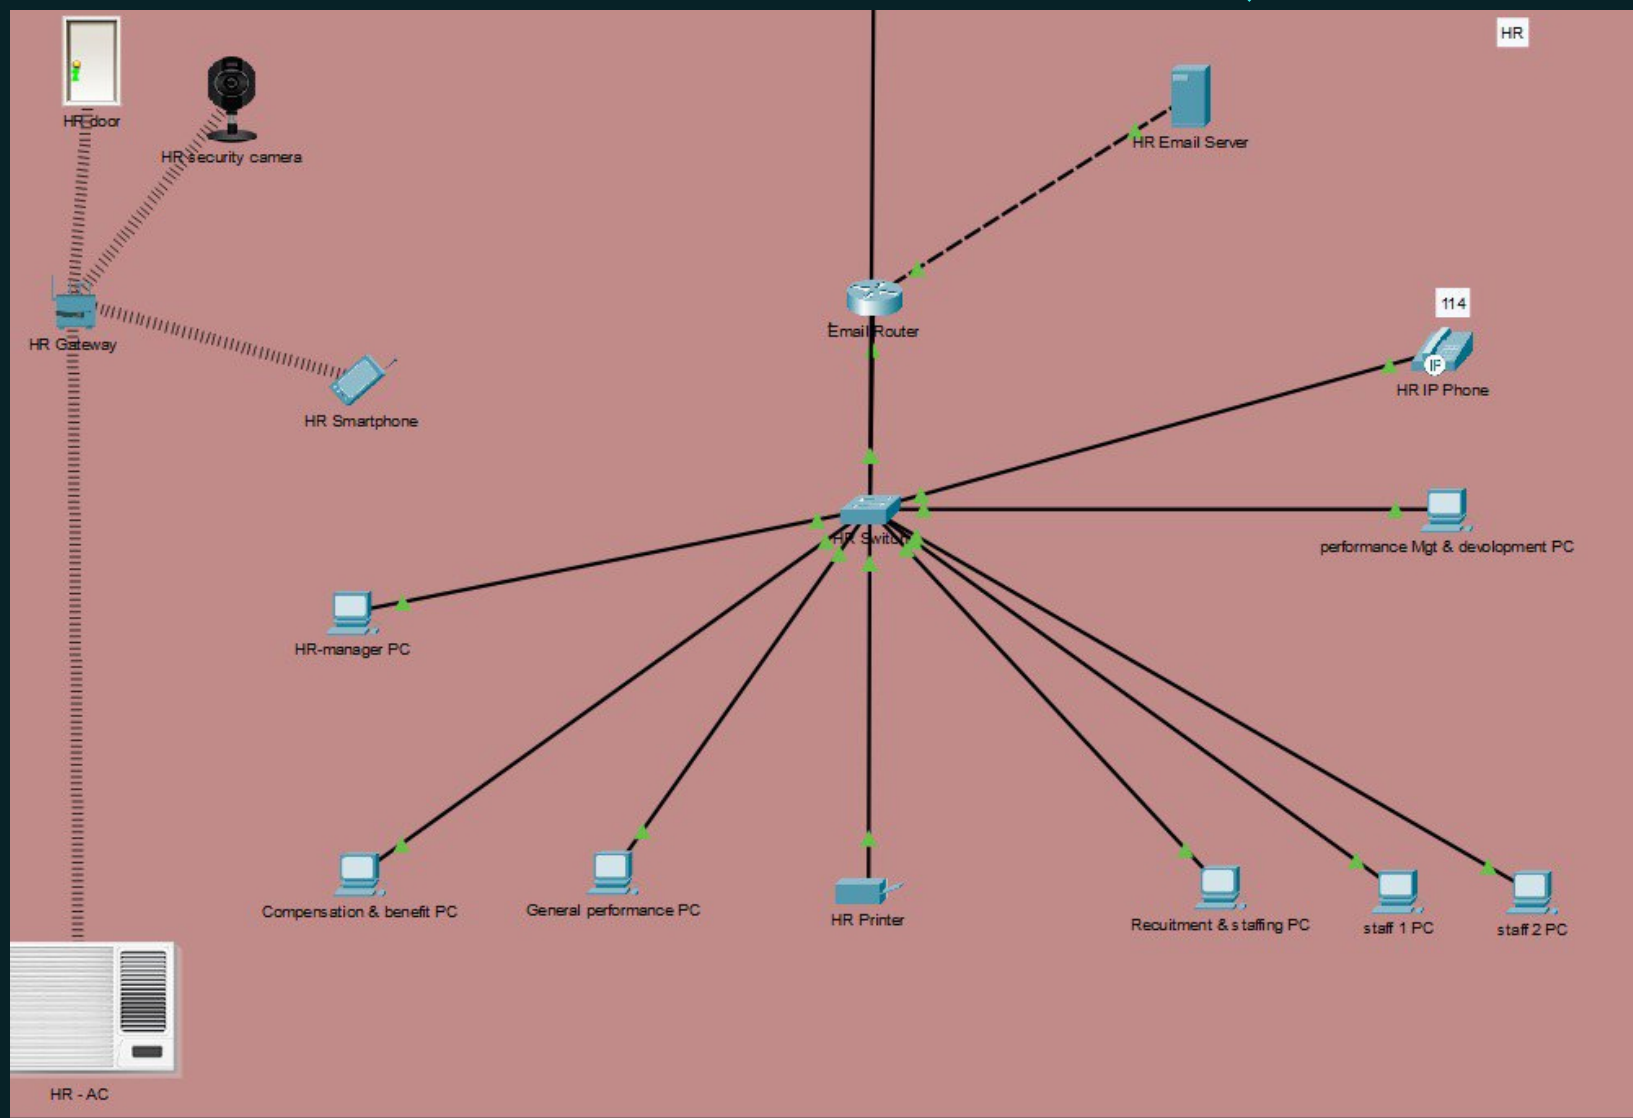 HR
HR door
HR security camera
HR Email Server
114
Email Router
HR Gateway
HR IP Phone
HR Smartphone
HR Switch
performance Mgt & devolopment PC
HR-manager PC
Compensation & benefit PC
General performance PC
HR Printer
Recuitment & staffing PC
staff 1 PC
staff 2 PC
HR - AC